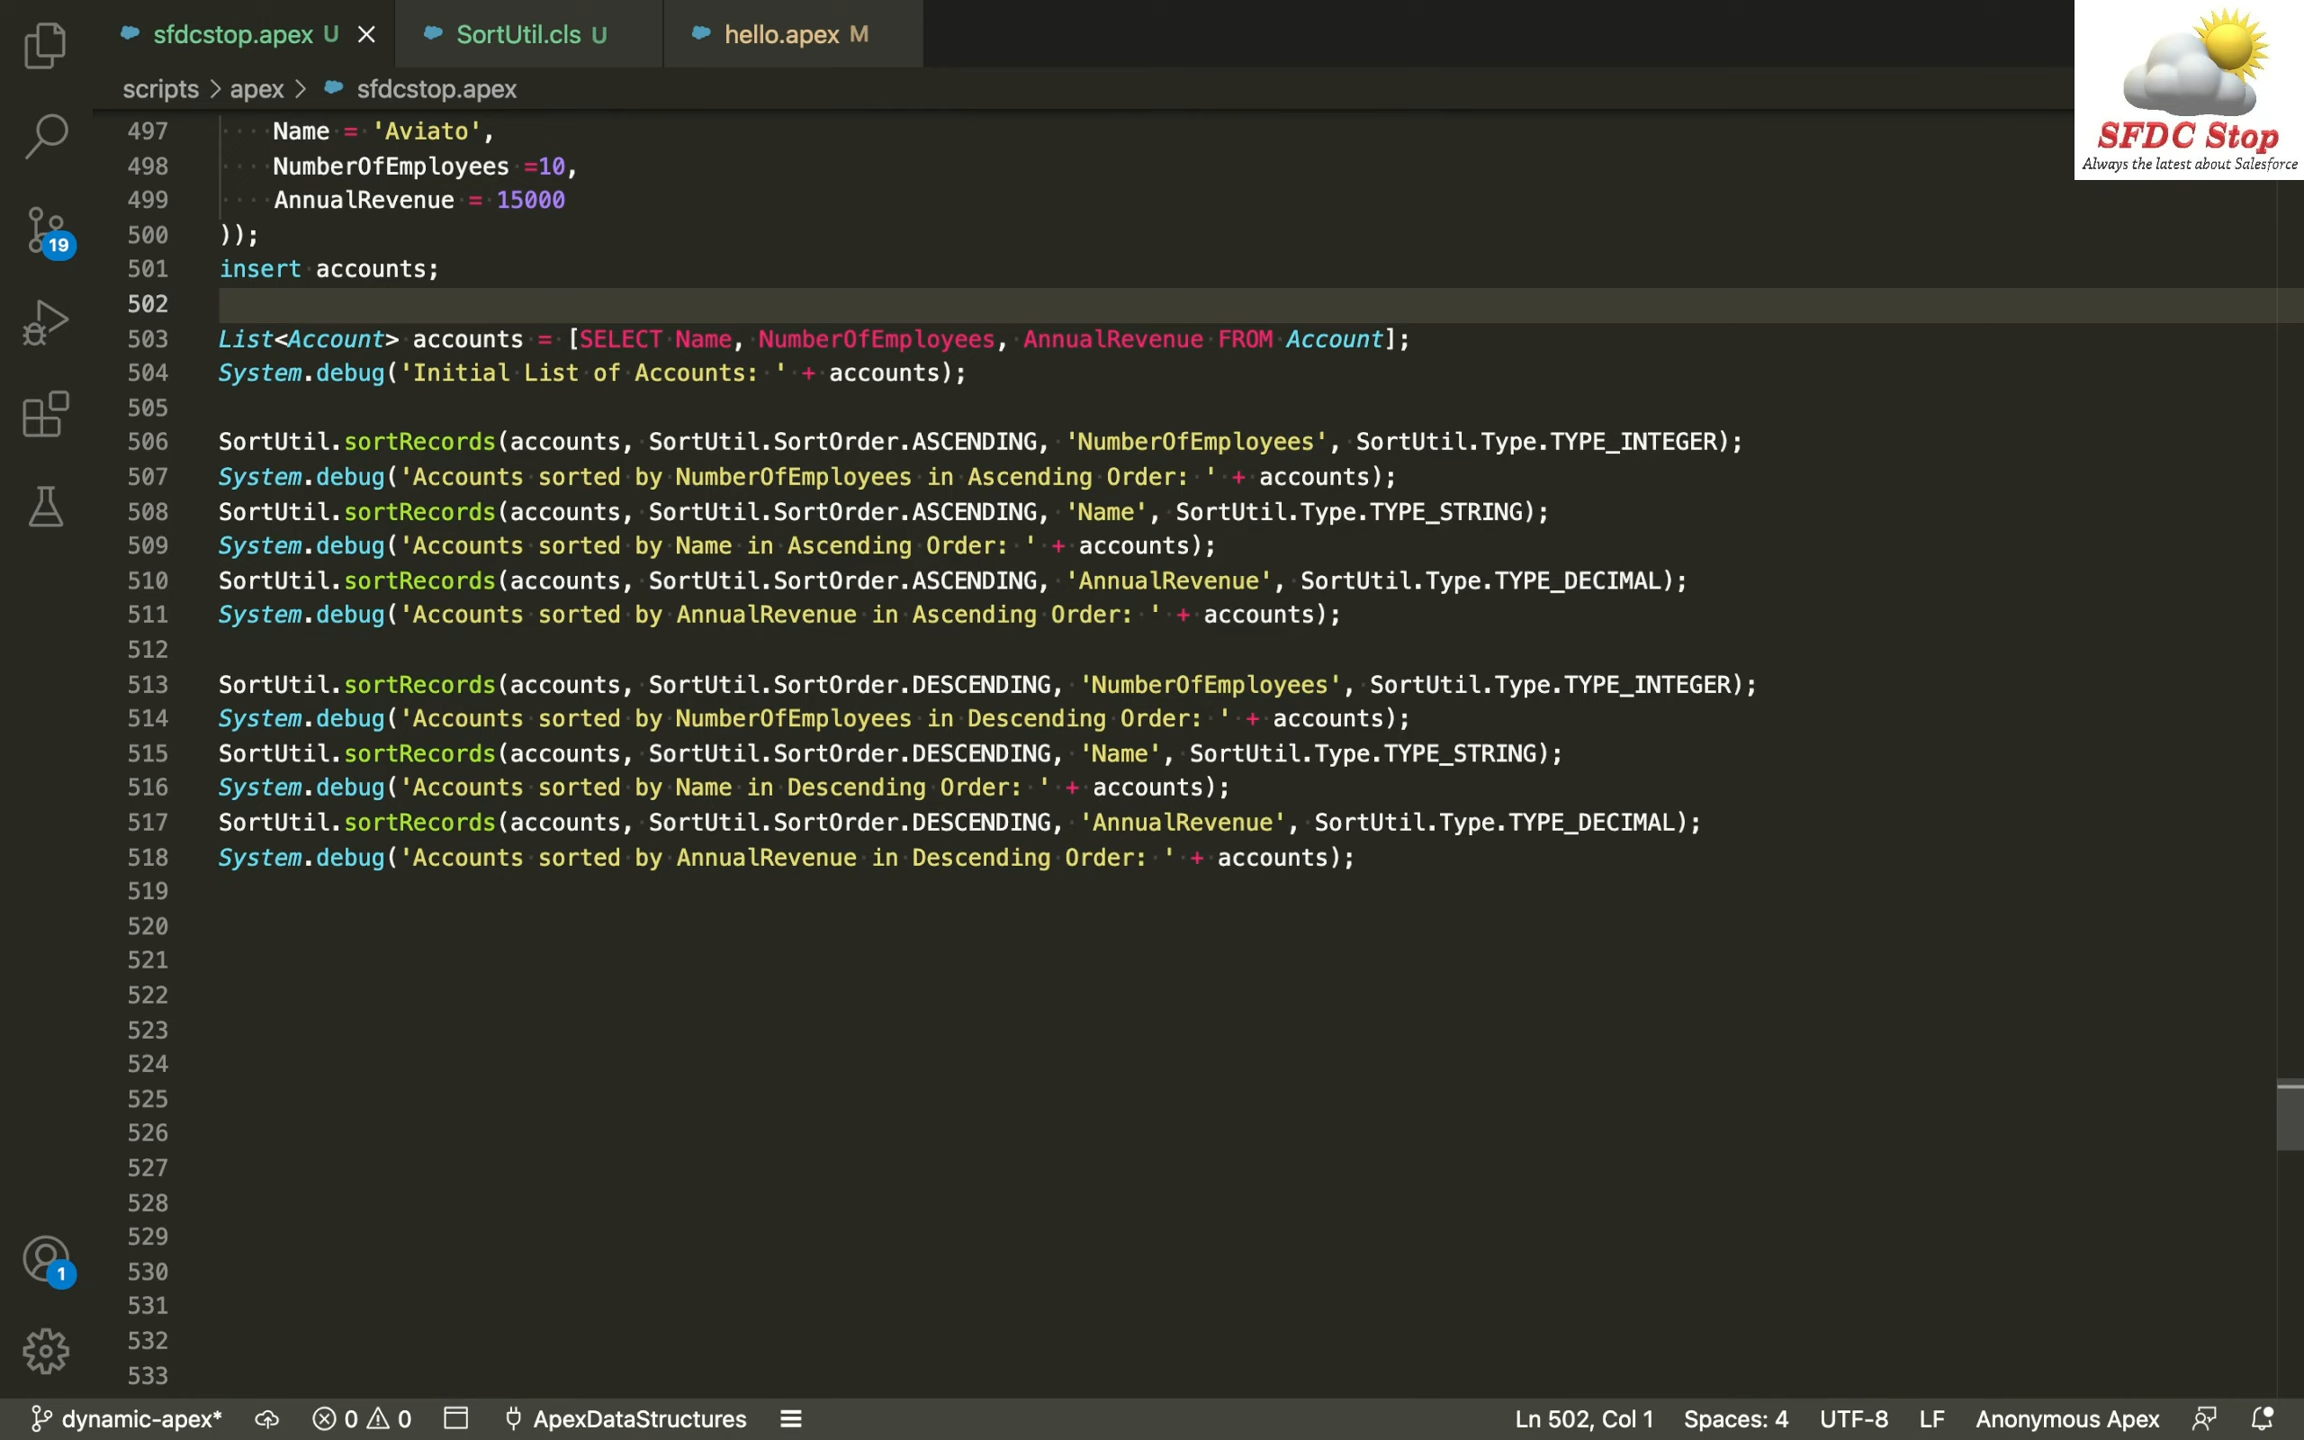 sfdcstop.apex U
SortUtil.cls U
hello.apex M
scripts > apex > sfdcstop.apex
SFDC Stop
Always the latest about Salesforce
19
497 Name = 'Aviato',
498 NumberOfEmployees =10,
499 AnnualRevenue = 15000
500 ));
501 insert accounts;
502
503 List<Account> accounts = [SELECT Name, NumberOfEmployees, AnnualRevenue FROM Account];
504 System.debug('Initial List of Accounts: ' + accounts);
505
506 SortUtil.sortRecords(accounts, SortUtil.SortOrder.ASCENDING, 'NumberOfEmployees', SortUtil.Type.TYPE_INTEGER);
507 System.debug('Accounts sorted by NumberOfEmployees in Ascending Order: ' + accounts);
508 SortUtil.sortRecords(accounts, SortUtil.SortOrder.ASCENDING, 'Name', SortUtil.Type.TYPE_STRING);
509 System.debug('Accounts sorted by Name in Ascending Order: ' + accounts);
510 SortUtil.sortRecords(accounts, SortUtil.SortOrder.ASCENDING, 'AnnualRevenue', SortUtil.Type.TYPE_DECIMAL);
511 System.debug('Accounts sorted by AnnualRevenue in Ascending Order: ' + accounts);
512
513 SortUtil.sortRecords(accounts, SortUtil.SortOrder.DESCENDING, 'NumberOfEmployees', SortUtil.Type.TYPE_INTEGER);
514 System.debug('Accounts sorted by NumberOfEmployees in Descending Order: ' + accounts);
515 SortUtil.sortRecords(accounts, SortUtil.SortOrder.DESCENDING, 'Name', SortUtil.Type.TYPE_STRING);
516 System.debug('Accounts sorted by Name in Descending Order: ' + accounts);
517 SortUtil.sortRecords(accounts, SortUtil.SortOrder.DESCENDING, 'AnnualRevenue', SortUtil.Type.TYPE_DECIMAL);
518 System.debug('Accounts sorted by AnnualRevenue in Descending Order: ' + accounts);
519
520
521
522
523
524
525
526
527
528
529
530
531
532
533
1
dynamic-apex* 0 0 ApexDataStructures Ln 502, Col 1 Spaces: 4 UTF-8 LF Anonymous Apex